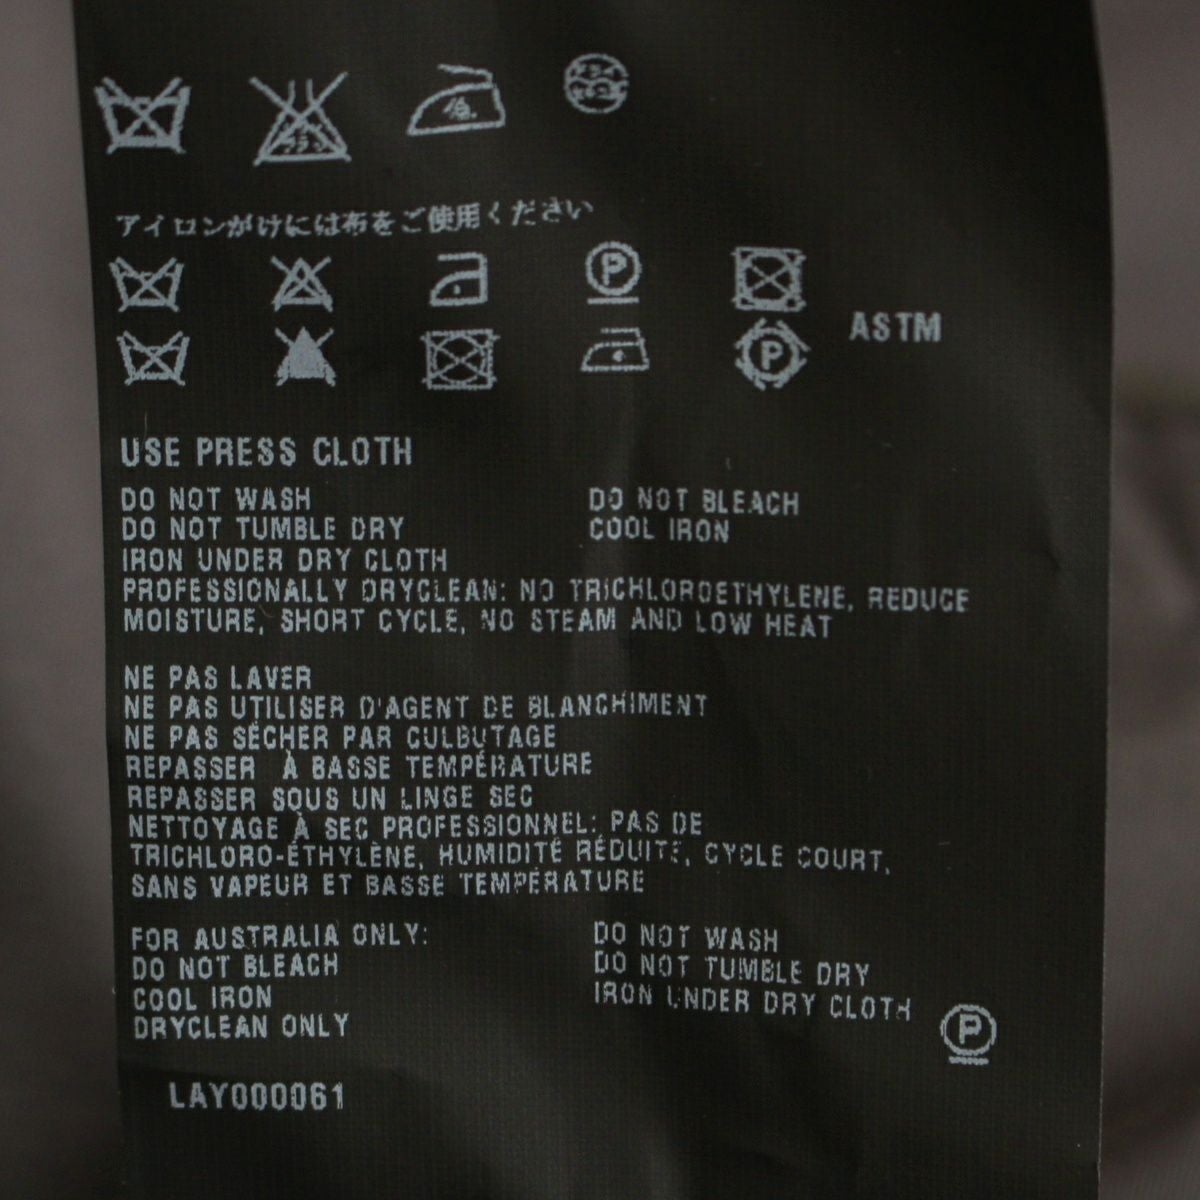 低
アイロンがけには布をご使用ください
P
ASTM
P
USE PRESS CLOTH
DO NOT WASH DO NOT BLEACH
DO NOT TUMBLE DRY COOL IRON
IRON UNDER DRY CLOTH
PROFESSIONALLY DRYCLEAN: NO TRICHLOROETHYLENE, REDUCE
MOISTURE, SHORT CYCLE, NO STEAM AND LOW HEAT
NE PAS LAVER
NE PAS UTILISER D'AGENT DE BLANCHIMENT
NE PAS SÉCHER PAR CULBUTAGE
REPASSER À BASSE TEMPÉRATURE
REPASSER SOUS UN LINGE SEC
NETTOYAGE À SEC PROFESSIONNEL: PAS DE
TRICHLORO-ÉTHYLÈNE, HUMIDITÉ RÉDUITE, CYCLE COURT,
SANS VAPEUR ET BASSE TEMPÉRATURE
FOR AUSTRALIA ONLY: DO NOT WASH
DO NOT BLEACH DO NOT TUMBLE DRY
COOL IRON IRON UNDER DRY CLOTH
DRYCLEAN ONLY P
LAY000061